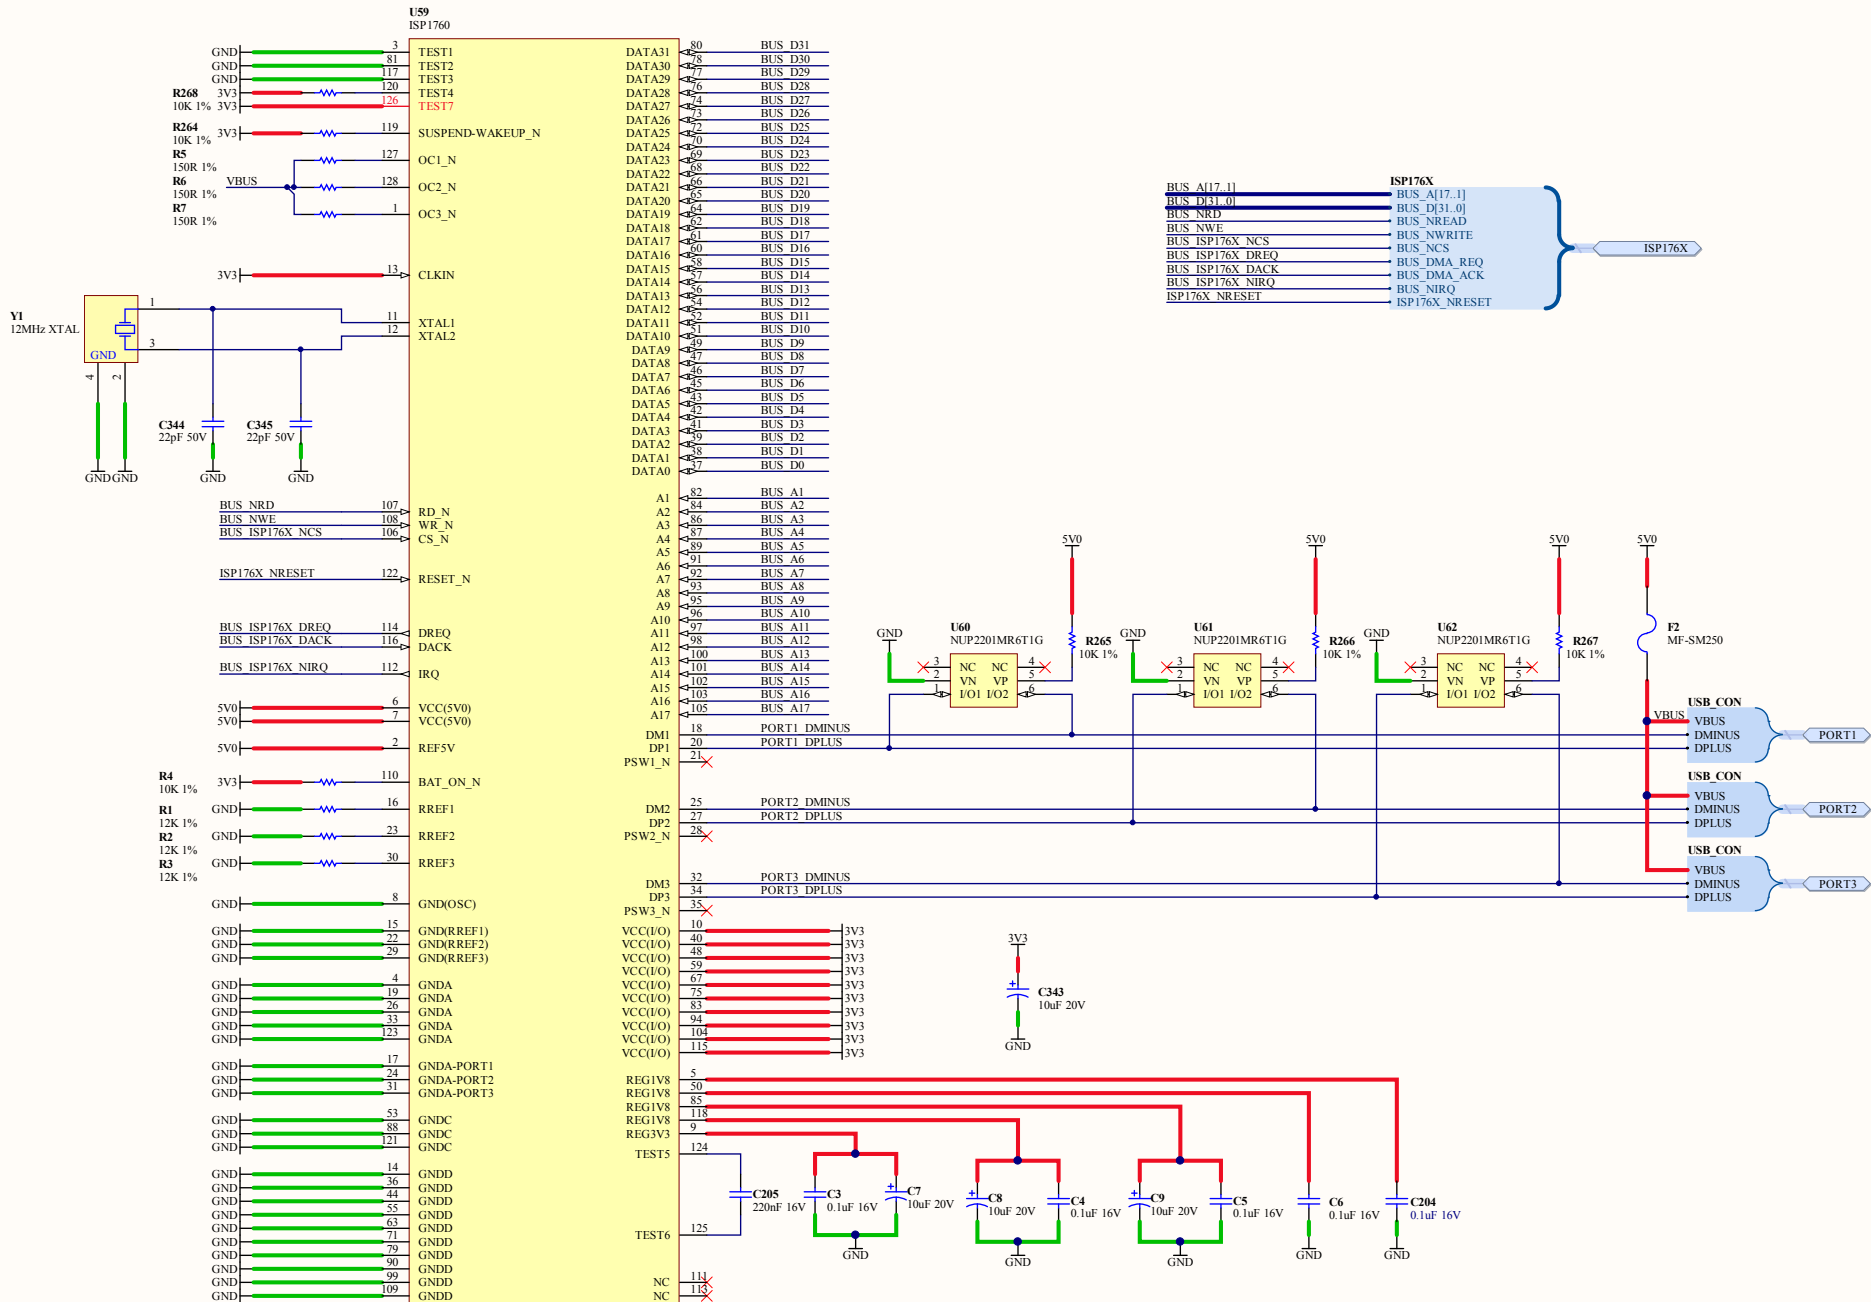 U59
ISP1760
GND 3 TEST1
GND 81 TEST2
GND 117 TEST3
R268 3V3 120 TEST4
10K 1% 3V3 126 TEST7
R264 3V3 119 SUSPEND-WAKEUP_N
10K 1%
R5 127 OC1_N
150R 1%
R6 VBUS 128 OC2_N
150R 1%
R7 1 OC3_N
150R 1%
3V3 13 CLKIN
Y1
12MHz XTAL
1
3
GND
4
2
11 XTAL1
12 XTAL2
C344
22pF 50V
C345
22pF 50V
GND GND
GND
GND
BUS_NRD 107 RD_N
BUS_NWE 108 WR_N
BUS_ISP176X_NCS 106 CS_N
ISP176X_NRESET 122 RESET_N
BUS_ISP176X_DREQ 114 DREQ
BUS_ISP176X_DACK 116 DACK
BUS_ISP176X_NIRQ 112 IRQ
5V0 6 VCC(5V0)
5V0 7 VCC(5V0)
5V0 2 REF5V
R4 3V3 110 BAT_ON_N
10K 1%
R1 GND 16 RREF1
12K 1%
R2 GND 23 RREF2
12K 1%
R3 GND 30 RREF3
12K 1%
GND 8 GND(OSC)
GND 15 GND(RREF1)
GND 22 GND(RREF2)
GND 29 GND(RREF3)
GND 4 GNDA
GND 19 GNDA
GND 26 GNDA
GND 33 GNDA
GND 123 GNDA
GND 17 GNDA-PORT1
GND 24 GNDA-PORT2
GND 31 GNDA-PORT3
GND 53 GNDC
GND 88 GNDC
GND 121 GNDC
GND 14 GNDD
GND 36 GNDD
GND 44 GNDD
GND 55 GNDD
GND 63 GNDD
GND 71 GNDD
GND 79 GNDD
GND 90 GNDD
GND 99 GNDD
GND 109 GNDD
DATA31 80 BUS_D31
DATA30 78 BUS_D30
DATA29 77 BUS_D29
DATA28 76 BUS_D28
DATA27 74 BUS_D27
DATA26 73 BUS_D26
DATA25 72 BUS_D25
DATA24 70 BUS_D24
DATA23 69 BUS_D23
DATA22 68 BUS_D22
DATA21 66 BUS_D21
DATA20 65 BUS_D20
DATA19 64 BUS_D19
DATA18 62 BUS_D18
DATA17 61 BUS_D17
DATA16 60 BUS_D16
DATA15 58 BUS_D15
DATA14 57 BUS_D14
DATA13 56 BUS_D13
DATA12 54 BUS_D12
DATA11 52 BUS_D11
DATA10 51 BUS_D10
DATA9 49 BUS_D9
DATA8 47 BUS_D8
DATA7 46 BUS_D7
DATA6 45 BUS_D6
DATA5 43 BUS_D5
DATA4 42 BUS_D4
DATA3 41 BUS_D3
DATA2 39 BUS_D2
DATA1 38 BUS_D1
DATA0 37 BUS_D0
A1 82 BUS_A1
A2 84 BUS_A2
A3 86 BUS_A3
A4 87 BUS_A4
A5 89 BUS_A5
A6 91 BUS_A6
A7 92 BUS_A7
A8 93 BUS_A8
A9 95 BUS_A9
A10 96 BUS_A10
A11 97 BUS_A11
A12 98 BUS_A12
A13 100 BUS_A13
A14 101 BUS_A14
A15 102 BUS_A15
A16 103 BUS_A16
A17 105 BUS_A17
DM1 18 PORT1_DMINUS
DP1 20 PORT1_DPLUS
PSW1_N 21
DM2 25 PORT2_DMINUS
DP2 27 PORT2_DPLUS
PSW2_N 28
DM3 32 PORT3_DMINUS
DP3 34 PORT3_DPLUS
PSW3_N 35
VCC(I/O) 10 3V3
VCC(I/O) 40 3V3
VCC(I/O) 48 3V3
VCC(I/O) 59 3V3
VCC(I/O) 67 3V3
VCC(I/O) 75 3V3
VCC(I/O) 83 3V3
VCC(I/O) 94 3V3
VCC(I/O) 104 3V3
VCC(I/O) 115 3V3
REG1V8 5
REG1V8 50
REG1V8 85
REG1V8 118
REG3V3 9
TEST5 124
TEST6 125
NC 111
NC 113
C205
220nF 16V
C3
0.1uF 16V
C7
10uF 20V
GND
C8
10uF 20V
C4
0.1uF 16V
GND
C9
10uF 20V
C5
0.1uF 16V
GND
C6
0.1uF 16V
GND
C204
0.1uF 16V
GND
3V3
C343
10uF 20V
GND
BUS_A[17..1]
BUS_D[31..0]
BUS_NRD
BUS_NWE
BUS_ISP176X_NCS
BUS_ISP176X_DREQ
BUS_ISP176X_DACK
BUS_ISP176X_NIRQ
ISP176X_NRESET
ISP176X
BUS_A[17..1]
BUS_D[31..0]
BUS_NREAD
BUS_NWRITE
BUS_NCS
BUS_DMA_REQ
BUS_DMA_ACK
BUS_NIRQ
ISP176X_NRESET
ISP176X
5V0
GND
U60
NUP2201MR6T1G
3 NC NC 4
2 VN VP 5
1 I/O1 I/O2 6
R265
10K 1%
5V0
GND
U61
NUP2201MR6T1G
3 NC NC 4
2 VN VP 5
1 I/O1 I/O2 6
R266
10K 1%
5V0
GND
U62
NUP2201MR6T1G
3 NC NC 4
2 VN VP 5
1 I/O1 I/O2 6
R267
10K 1%
5V0
F2
MF-SM250
USB_CON
VBUS VBUS
DMINUS
DPLUS
PORT1
USB_CON
VBUS
DMINUS
DPLUS
PORT2
USB_CON
VBUS
DMINUS
DPLUS
PORT3